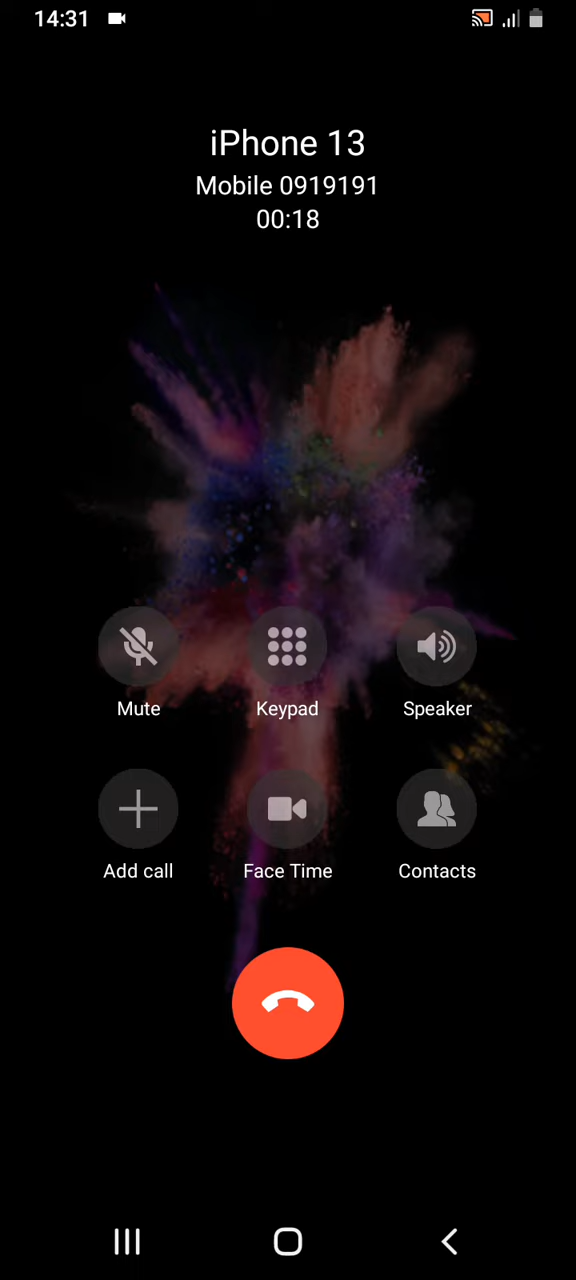 14:31
iPhone 13
Mobile 0919191
00:18
Mute Keypad Speaker
Add call Face Time Contacts